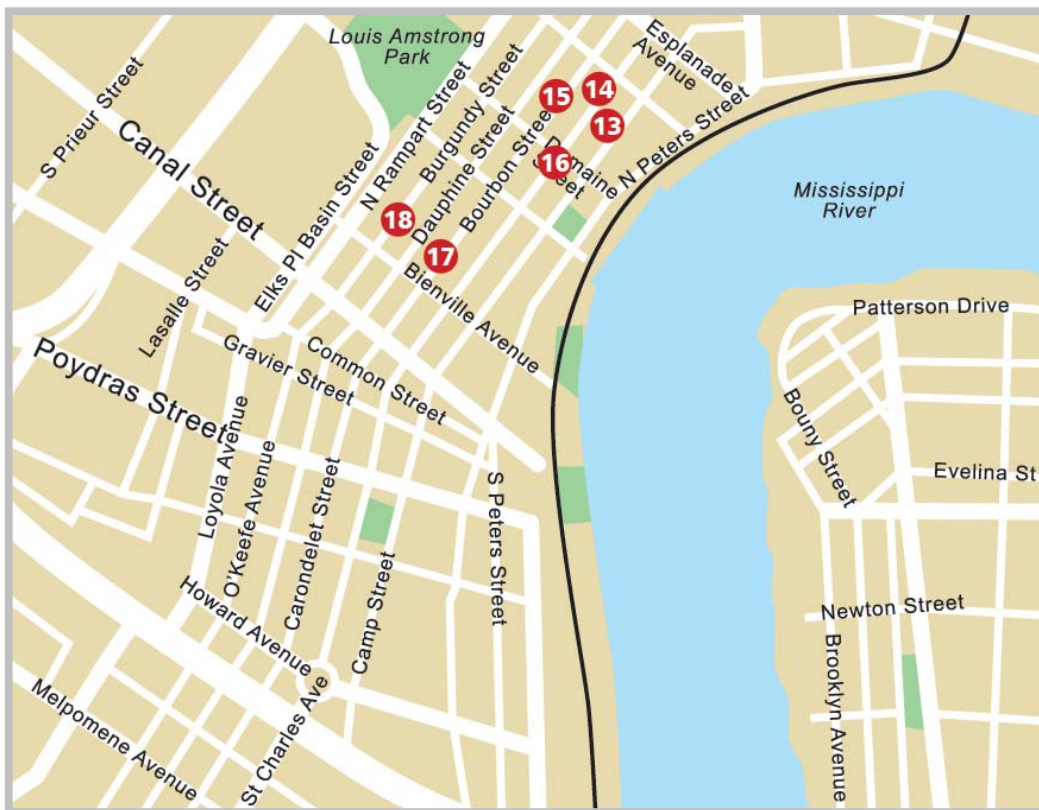 Louis Amstrong
Park
Esplanade
Avenue
S Prieur Street
Canal Street
N Rampart Street
Burgundy Street
Dauphine Street
Bourbon Street
15
14
13
16
Dumaine
Street
N Peters Street
Mississippi
River
18
17
Elks Pl Basin Street
Bienville Avenue
Lasalle Street
Patterson Drive
Poydras Street
Gravier Street
Common Street
Bouny Street
Loyola Avenue
O'Keefe Avenue
Carondelet Street
S Peters Street
Evelina St
Howard Avenue
Camp Street
Newton Street
Brooklyn Avenue
Melpomene Avenue
St Charles Ave